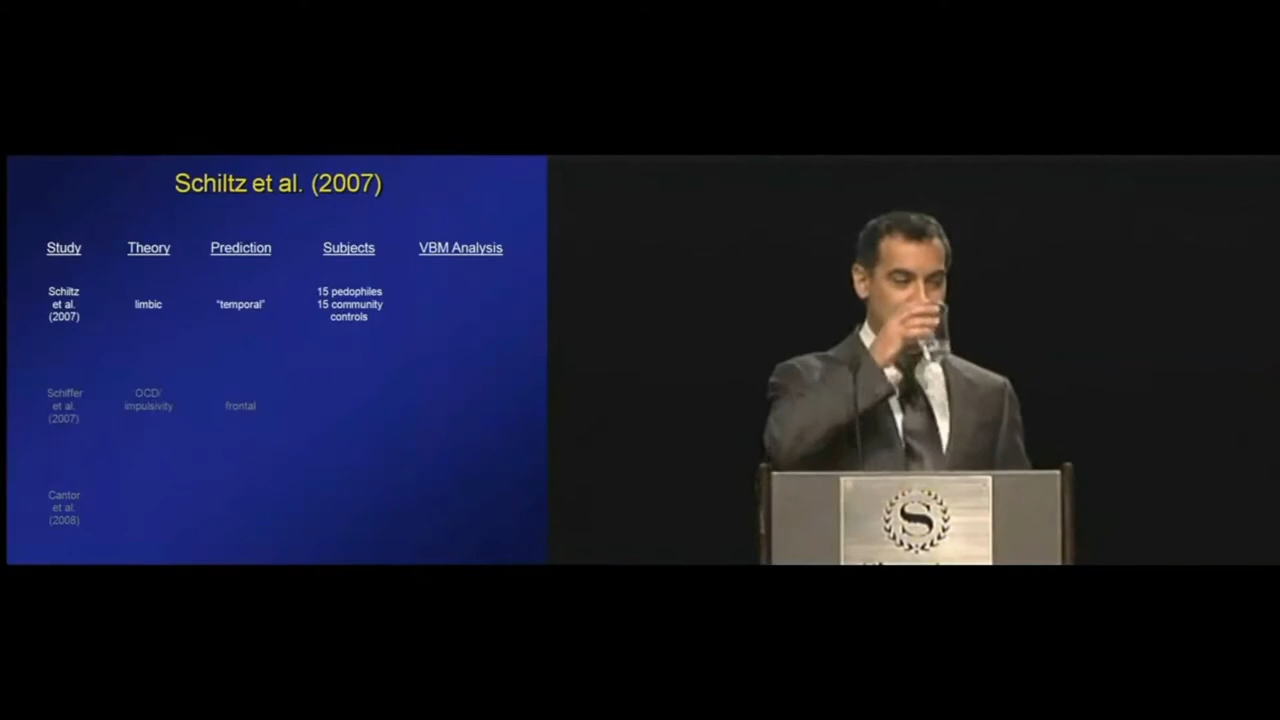 Schiltz et al. (2007)
Study Theory Prediction Subjects VBM Analysis
Schiltz
et al.
(2007)
limbic
"temporal"
15 pedophiles
15 community
controls
Schiffer
et al.
(2007)
OCD/
impulsivity
frontal
Cantor
et al.
(2008)
S